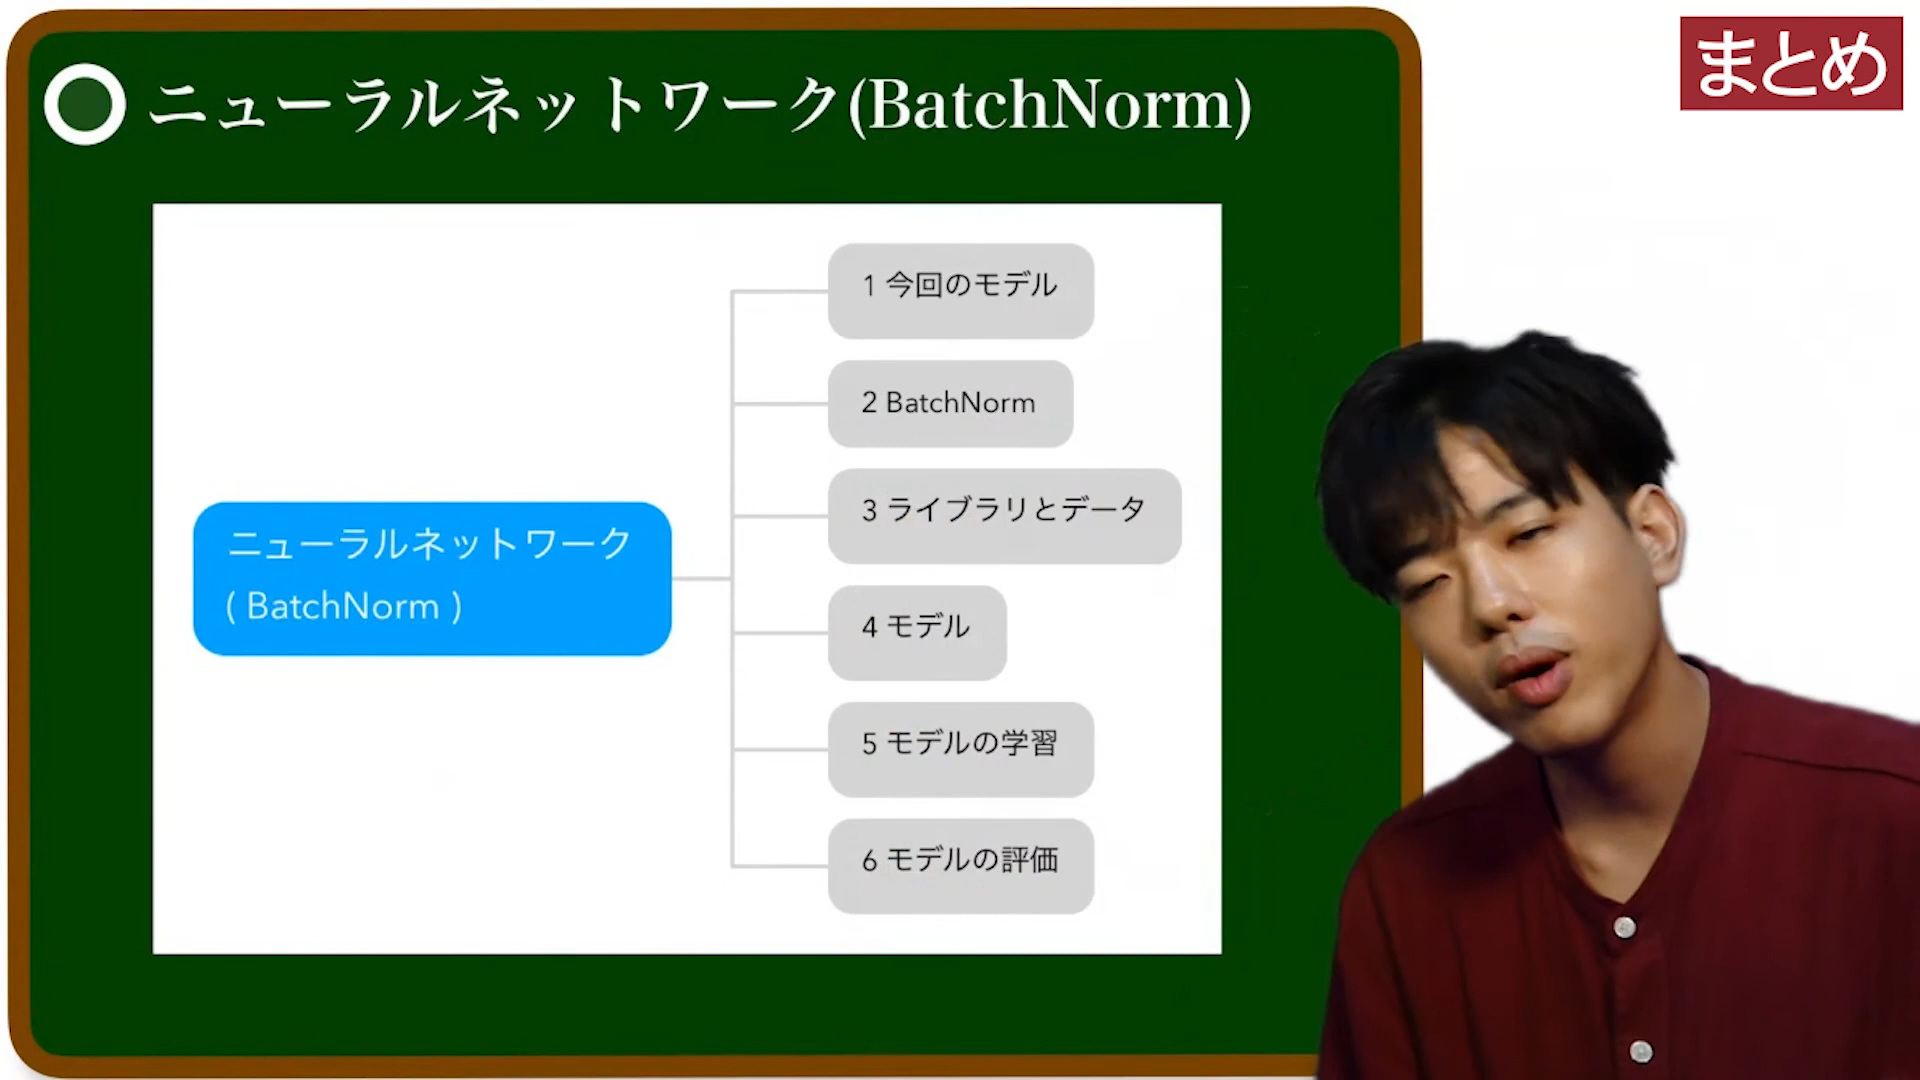 ニューラルネットワーク(BatchNorm)
まとめ
ニューラルネットワーク
( BatchNorm )
1 今回のモデル
2 BatchNorm
3 ライブラリとデータ
4 モデル
5 モデルの学習
6 モデルの評価